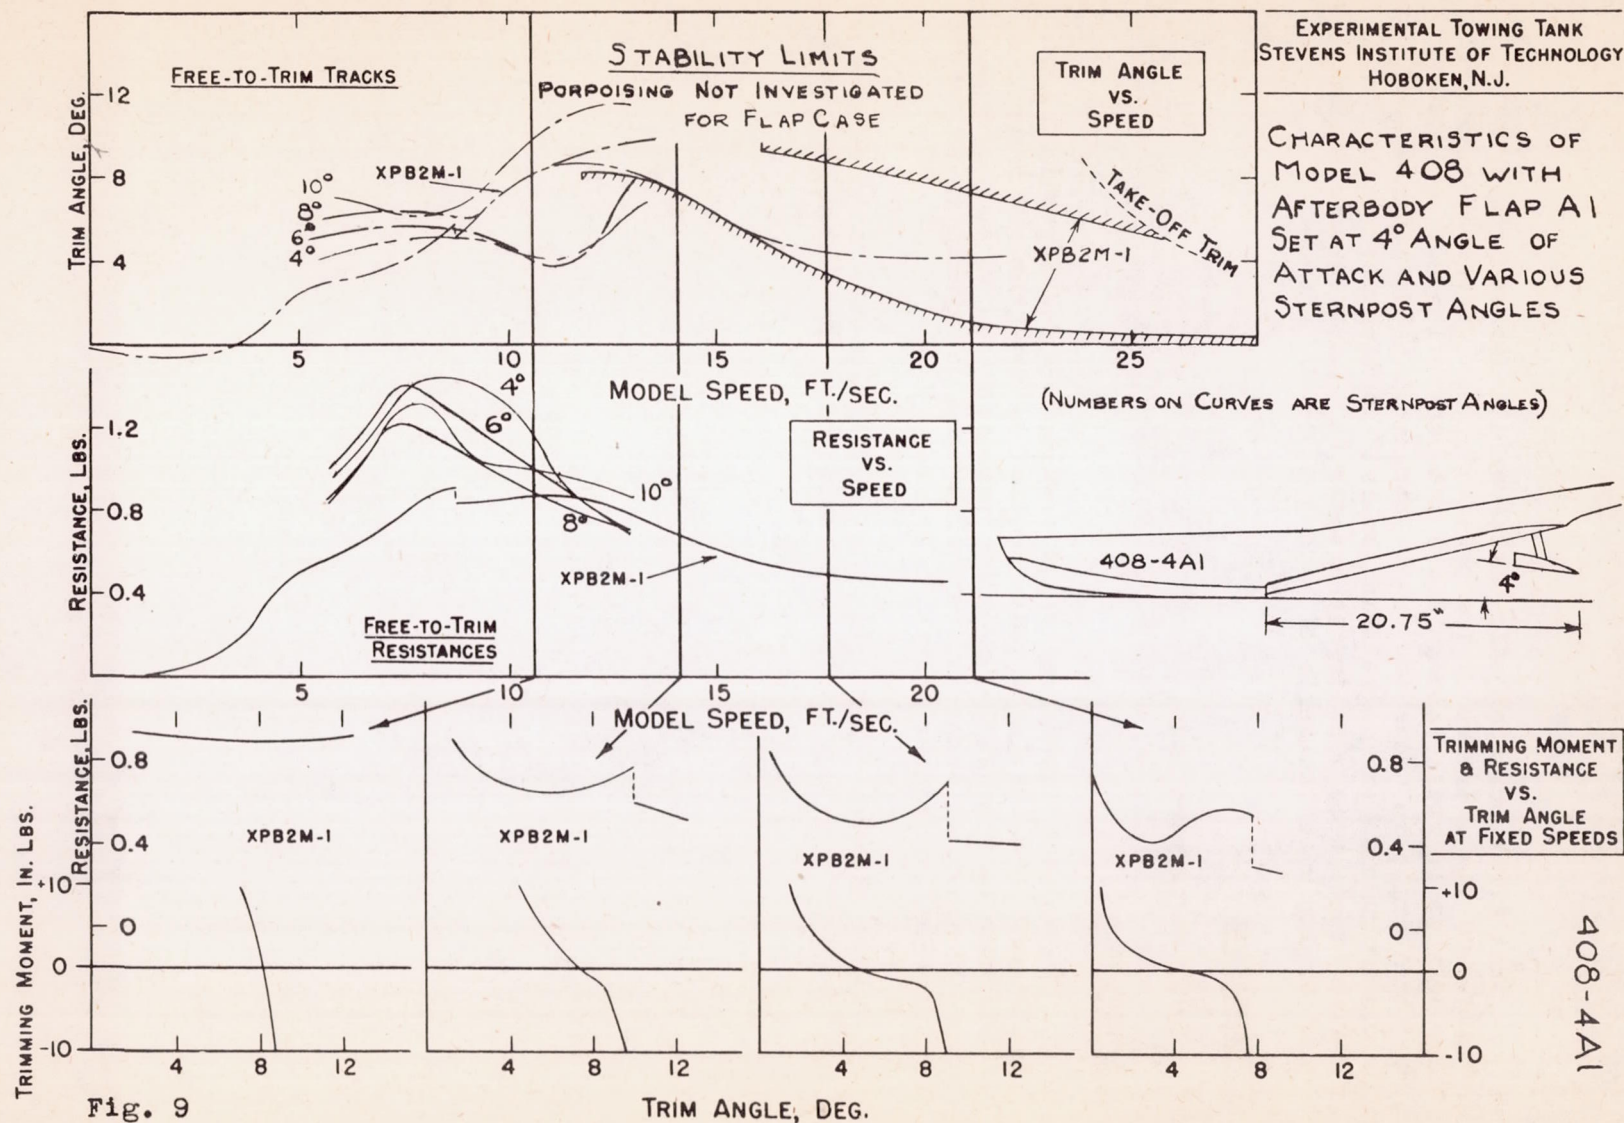 EXPERIMENTAL TOWING TANK
STEVENS INSTITUTE OF TECHNOLOGY
HOBOKEN, N.J.
CHARACTERISTICS OF
MODEL 408 WITH
AFTERBODY FLAP A1
SET AT 4° ANGLE OF
ATTACK AND VARIOUS
STERNPOST ANGLES
FREE-TO-TRIM TRACKS
STABILITY LIMITS
PORPOISING NOT INVESTIGATED
FOR FLAP CASE
TRIM ANGLE
VS.
SPEED
TRIM ANGLE, DEG.
12
8
4
XPB2M-1
10°
8°
6°
4°
TAKE-OFF TRIM
XPB2M-1
5 10 15 20 25
MODEL SPEED, FT./SEC.
(NUMBERS ON CURVES ARE STERNPOST ANGLES)
RESISTANCE, LBS.
1.2
0.8
0.4
4°
6°
10°
8°
RESISTANCE
VS.
SPEED
XPB2M-1
FREE-TO-TRIM
RESISTANCES
408-4A1
4°
20.75"
5 10 15 20
MODEL SPEED, FT./SEC.
TRIMMING MOMENT
& RESISTANCE
VS.
TRIM ANGLE
AT FIXED SPEEDS
RESISTANCE, LBS.
0.8
0.4
0
TRIMMING MOMENT, IN. LBS.
+10
0
-10
XPB2M-1
XPB2M-1
XPB2M-1
XPB2M-1
0.8
0.4
0
+10
0
-10
4 8 12 4 8 12 4 8 12 4 8 12
TRIM ANGLE, DEG.
Fig. 9
408-4A1